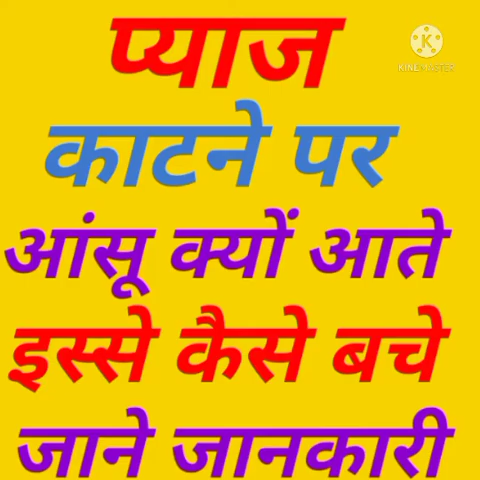 प्याज
KINEMASTER
काटने पर
आंसू क्यों आते
इस्से कैसे बचे
जाने जानकारी